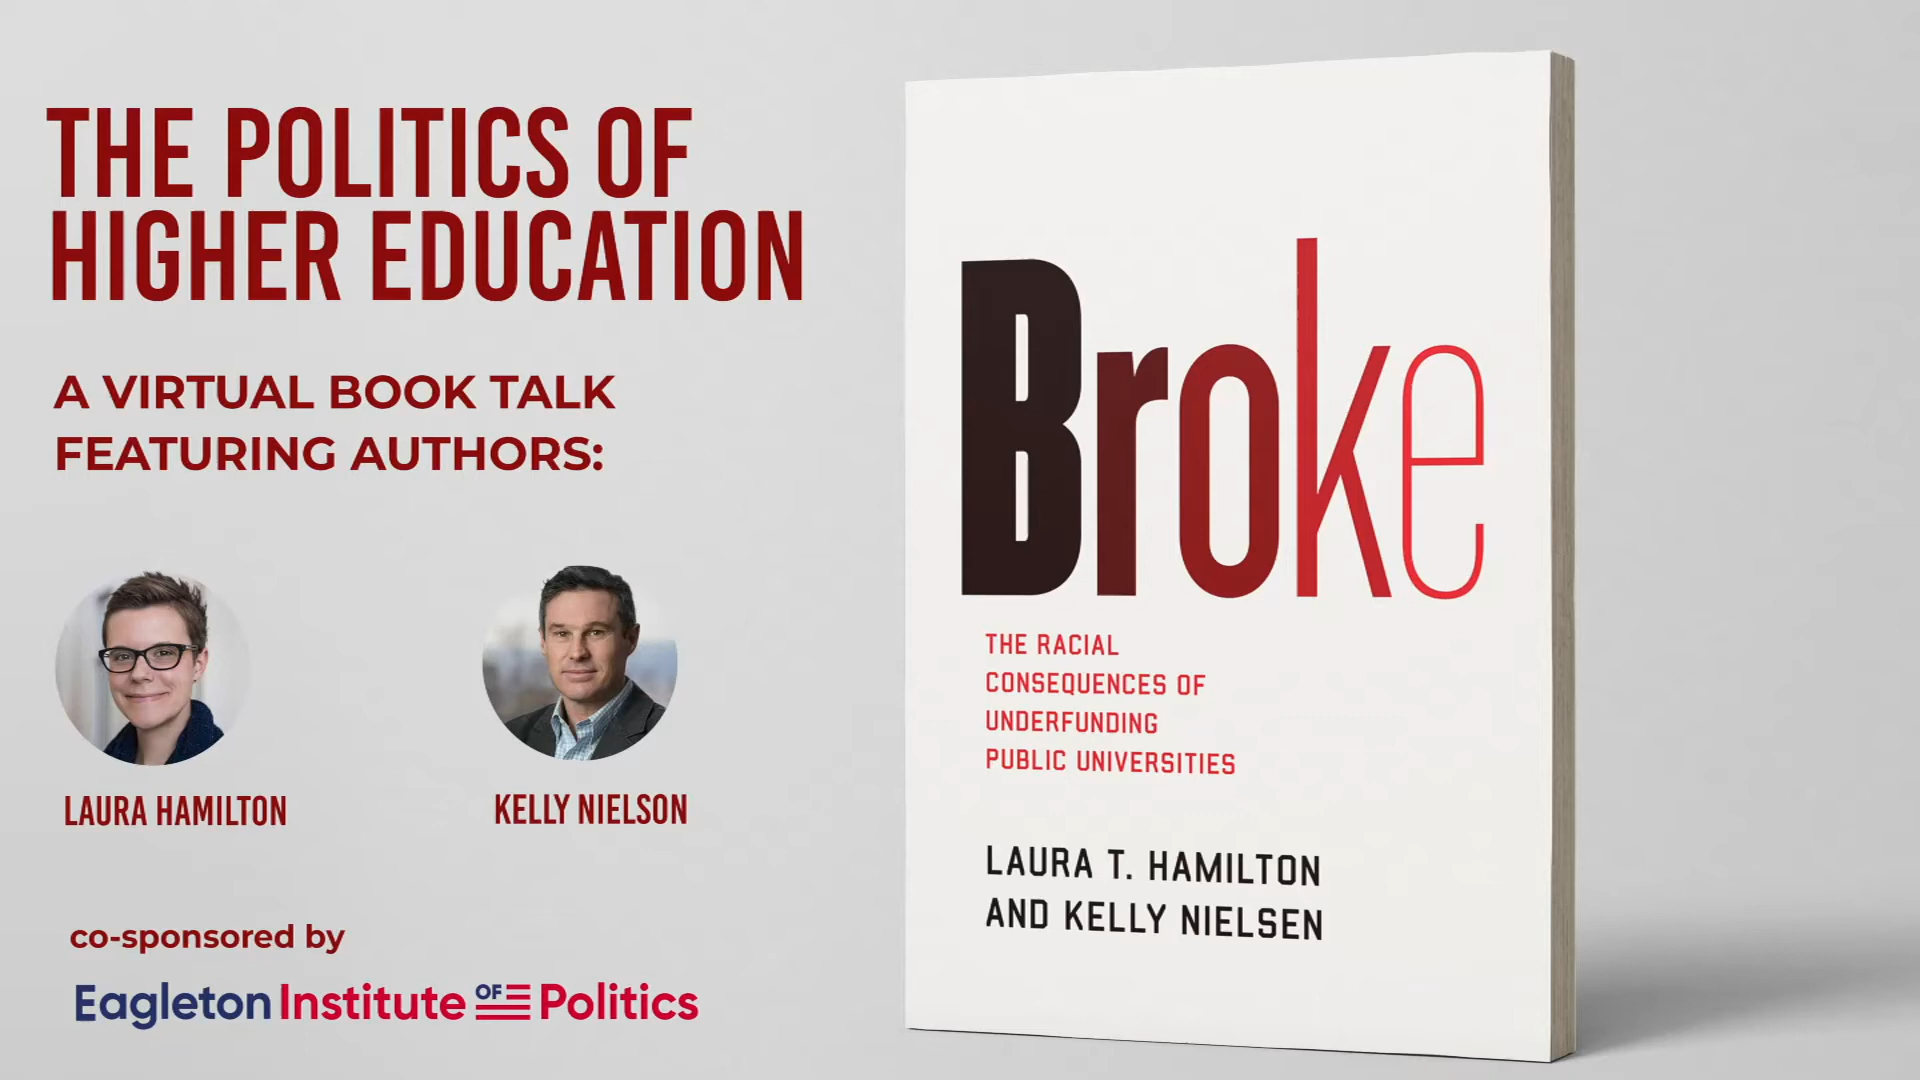 THE POLITICS OF
HIGHER EDUCATION
A VIRTUAL BOOK TALK
FEATURING AUTHORS:
LAURA HAMILTON
KELLY NIELSON
co-sponsored by
Eagleton Institute OF Politics
Broke
THE RACIAL
CONSEQUENCES OF
UNDERFUNDING
PUBLIC UNIVERSITIES
LAURA T. HAMILTON
AND KELLY NIELSEN